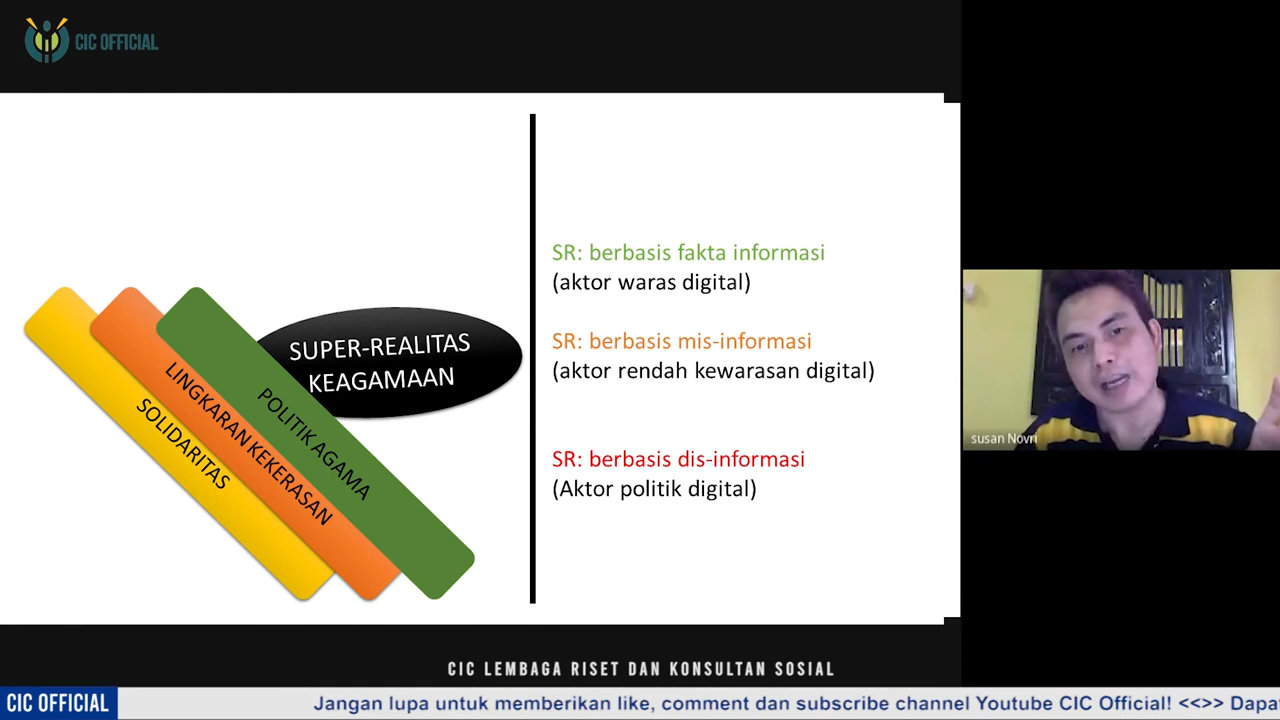 CIC OFFICIAL
SUPER-REALITAS
KEAGAMAAN
POLITIK AGAMA
LINGKARAN KEKERASAN
SOLIDARITAS
SR: berbasis fakta informasi
(aktor waras digital)
SR: berbasis mis-informasi
(aktor rendah kewarasan digital)
SR: berbasis dis-informasi
(Aktor politik digital)
susan Novri
CIC LEMBAGA RISET DAN KONSULTAN SOSIAL
CIC OFFICIAL
Jangan lupa untuk memberikan like, comment dan subscribe channel Youtube CIC Official! <<>> Dapa